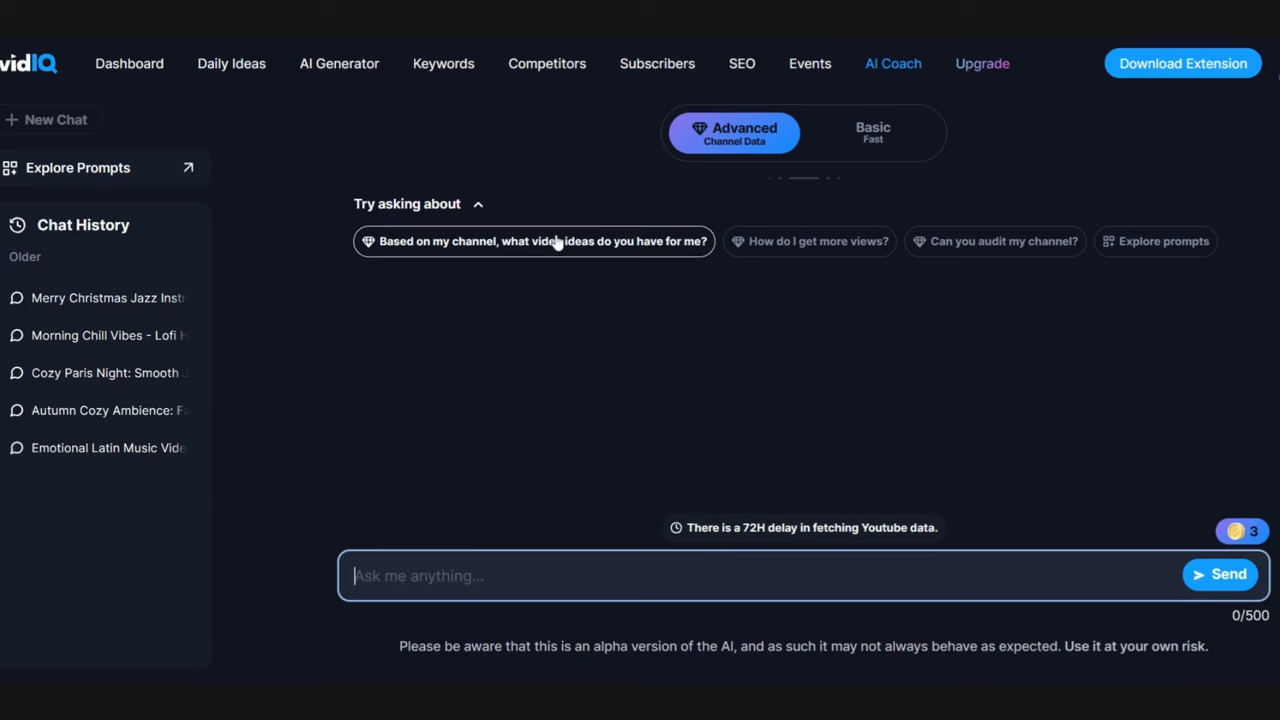 vidIQ
Dashboard
Daily Ideas
AI Generator
Keywords
Competitors
Subscribers
SEO
Events
AI Coach
Upgrade
Download Extension
+ New Chat
Explore Prompts
Chat History
Older
Merry Christmas Jazz Instr
Morning Chill Vibes - Lofi H
Cozy Paris Night: Smooth J
Autumn Cozy Ambience: Fa
Emotional Latin Music Vide
Advanced
Channel Data
Basic
Fast
Try asking about
Based on my channel, what video ideas do you have for me?
How do I get more views?
Can you audit my channel?
Explore prompts
There is a 72H delay in fetching Youtube data.
3
Ask me anything...
Send
0/500
Please be aware that this is an alpha version of the AI, and as such it may not always behave as expected. Use it at your own risk.